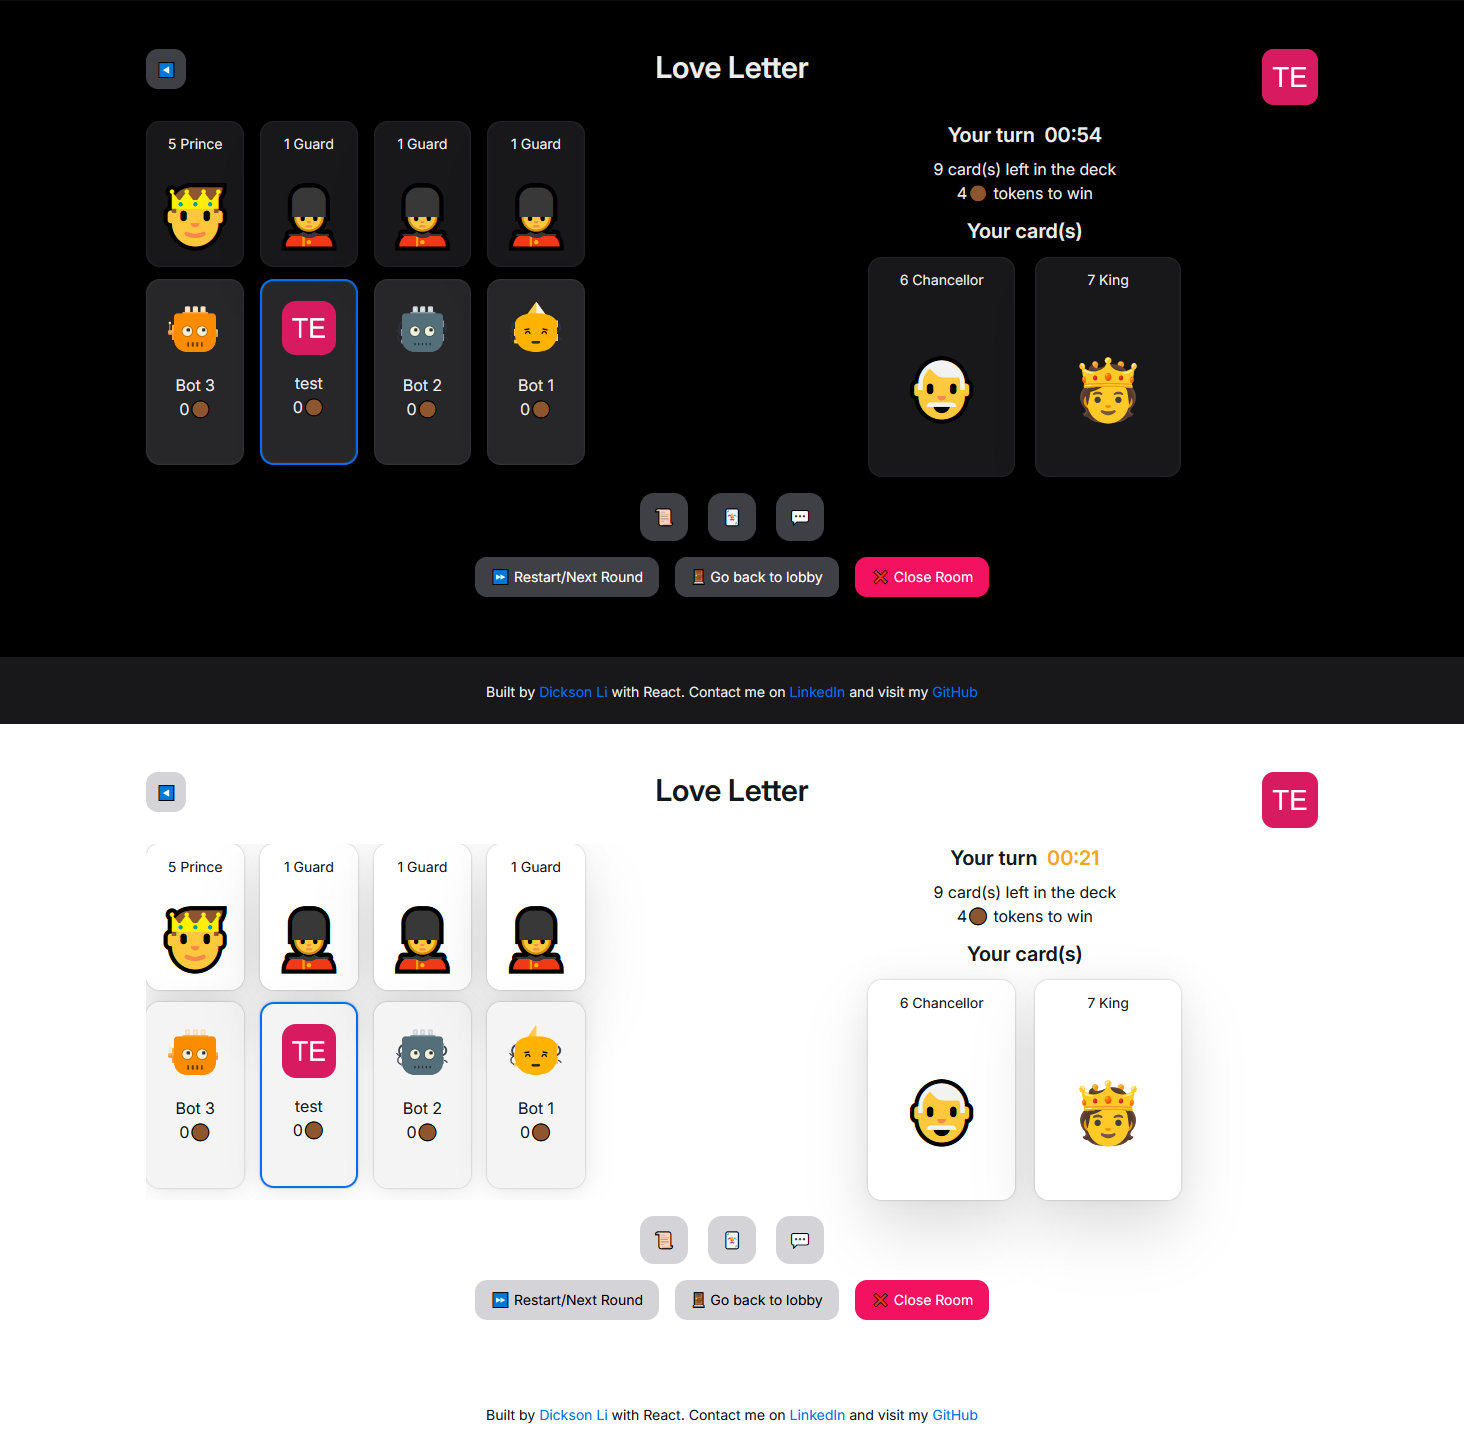 Love Letter
TE
5 Prince
1 Guard
1 Guard
1 Guard
Your turn 00:54
9 card(s) left in the deck
4 tokens to win
Your card(s)
6 Chancellor
7 King
TE
Bot 3
test
Bot 2
Bot 1
0
0
0
0
Restart/Next Round
Go back to lobby
Close Room
Built by Dickson Li with React. Contact me on LinkedIn and visit my GitHub
Love Letter
TE
5 Prince
1 Guard
1 Guard
1 Guard
Your turn 00:21
9 card(s) left in the deck
4 tokens to win
Your card(s)
6 Chancellor
7 King
TE
Bot 3
test
Bot 2
Bot 1
0
0
0
0
Restart/Next Round
Go back to lobby
Close Room
Built by Dickson Li with React. Contact me on LinkedIn and visit my GitHub